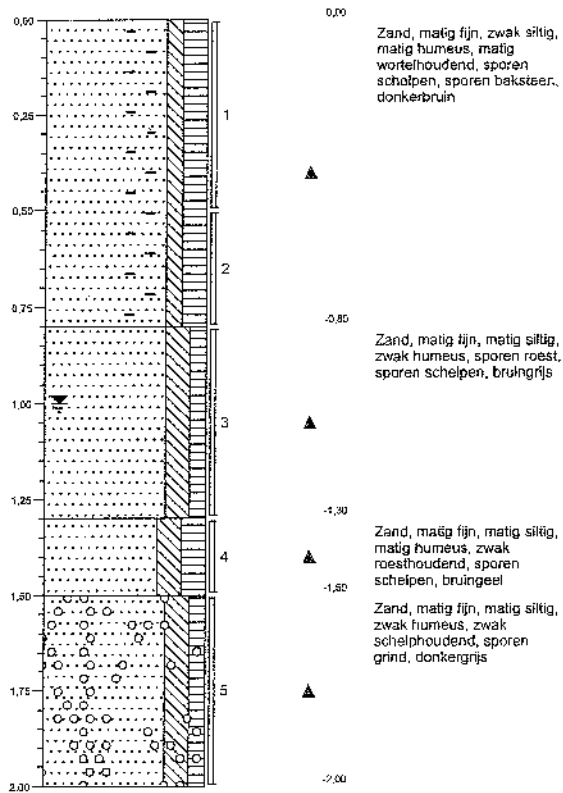 0,00
0,00
Zand, matig fijn, zwak siltig,
matig humeus, matig
wortelhoudend, sporen
schelpen, sporen baksteen,
donkerbruin
0,25
1
0,50
2
0,75
-0,80
Zand, matig fijn, matig siltig,
zwak humeus, sporen roest,
sporen schelpen, bruingrijs
1,00
3
1,25
-1,30
Zand, matig fijn, matig siltig,
matig humeus, zwak
roesthoudend, sporen
schelpen, bruingeel
4
1,50
-1,50
Zand, matig fijn, matig siltig,
zwak humeus, zwak
schelphoudend, sporen
grind, donkergrijs
1,75
5
2,00
-2,00